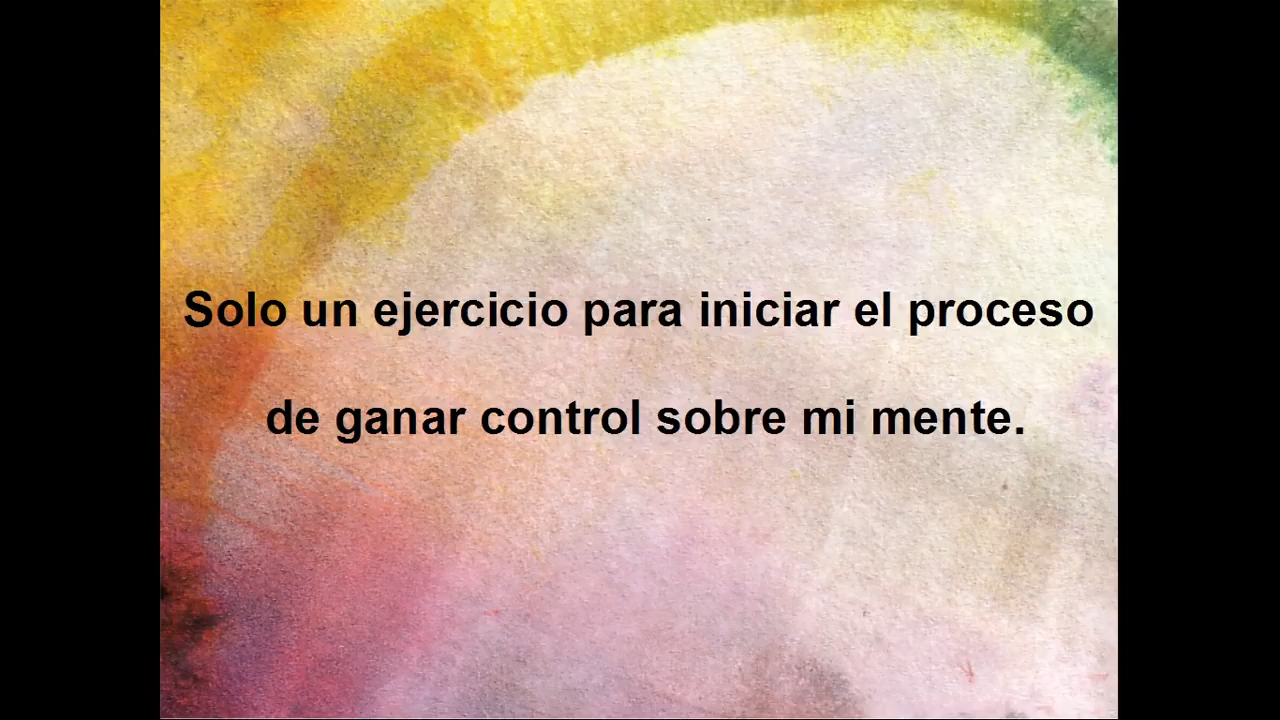 Solo un ejercicio para iniciar el proceso
de ganar control sobre mi mente.